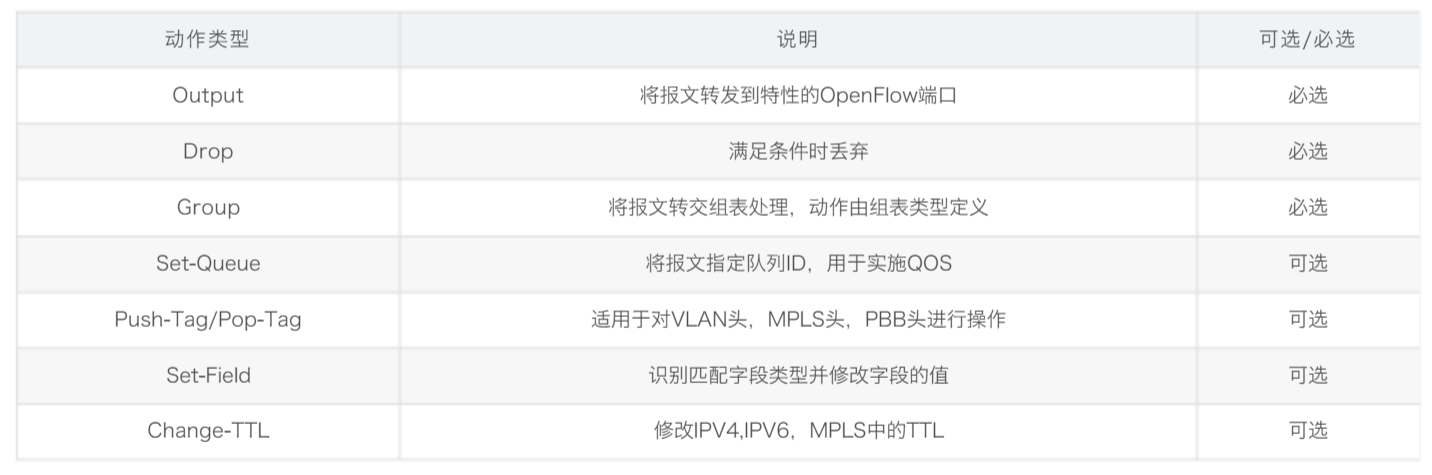 动作类型 说明 可选/必选
Output 将报文转发到特性的OpenFlow端口 必选
Drop 满足条件时丢弃 必选
Group 将报文转交组表处理，动作由组表类型定义 必选
Set-Queue 将报文指定队列ID，用于实施QOS 可选
Push-Tag/Pop-Tag 适用于对VLAN头，MPLS头，PBB头进行操作 可选
Set-Field 识别匹配字段类型并修改字段的值 可选
Change-TTL 修改IPV4,IPV6，MPLS中的TTL 可选